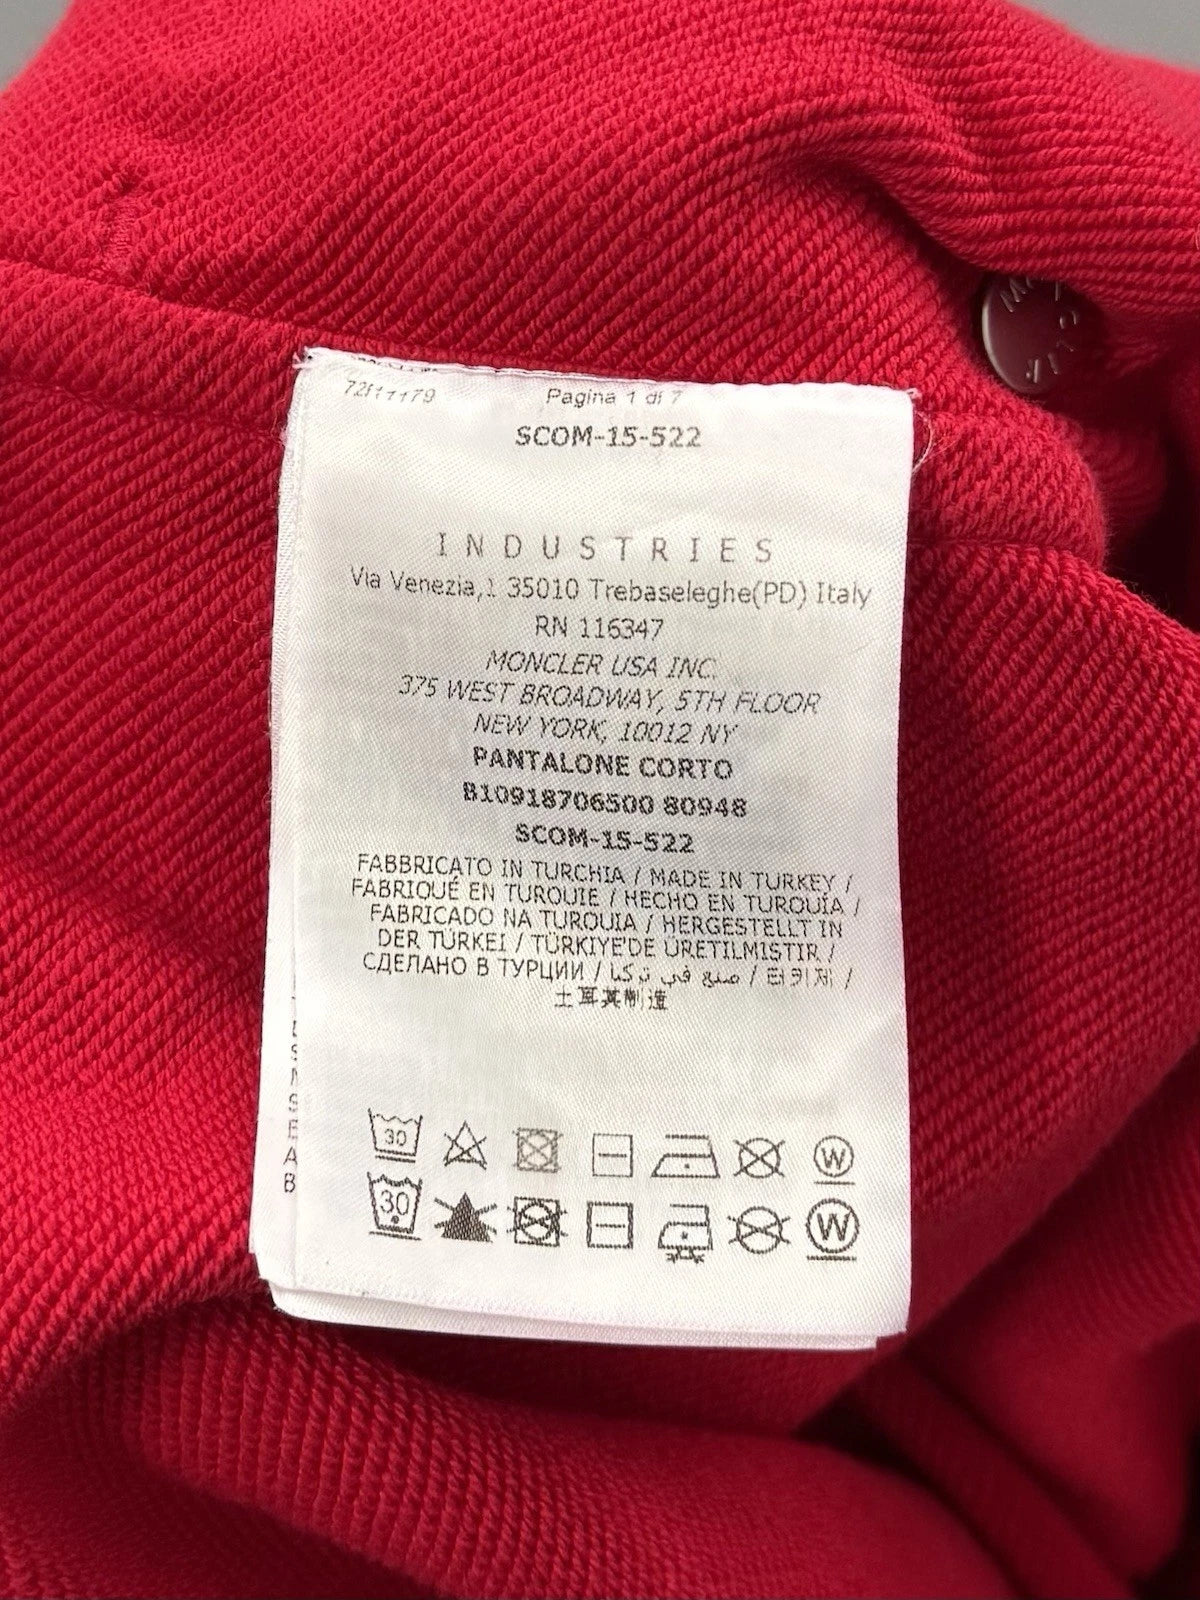 Pagina 1 di 7
SCOM-15-522
INDUSTRIES
Via Venezia,1 35010 Trebaseleghe(PD) Italy
RN 116347
MONCLER USA INC.
375 WEST BROADWAY, 5TH FLOOR
NEW YORK, 10012 NY
PANTALONE CORTO
B10918706500 80948
SCOM-15-522
FABBRICATO IN TURCHIA / MADE IN TURKEY /
FABRIQUÉ EN TURQUIE / HECHO EN TURQUÍA /
FABRICADO NA TURQUIA / HERGESTELLT IN
DER TÜRKEI / TÜRKIYE'DE ÜRETILMISTIR /
СДЕЛАНО В ТУРЦИИ / صنع في تركيا / 터키제 /
土耳其制造
30
W
30
W